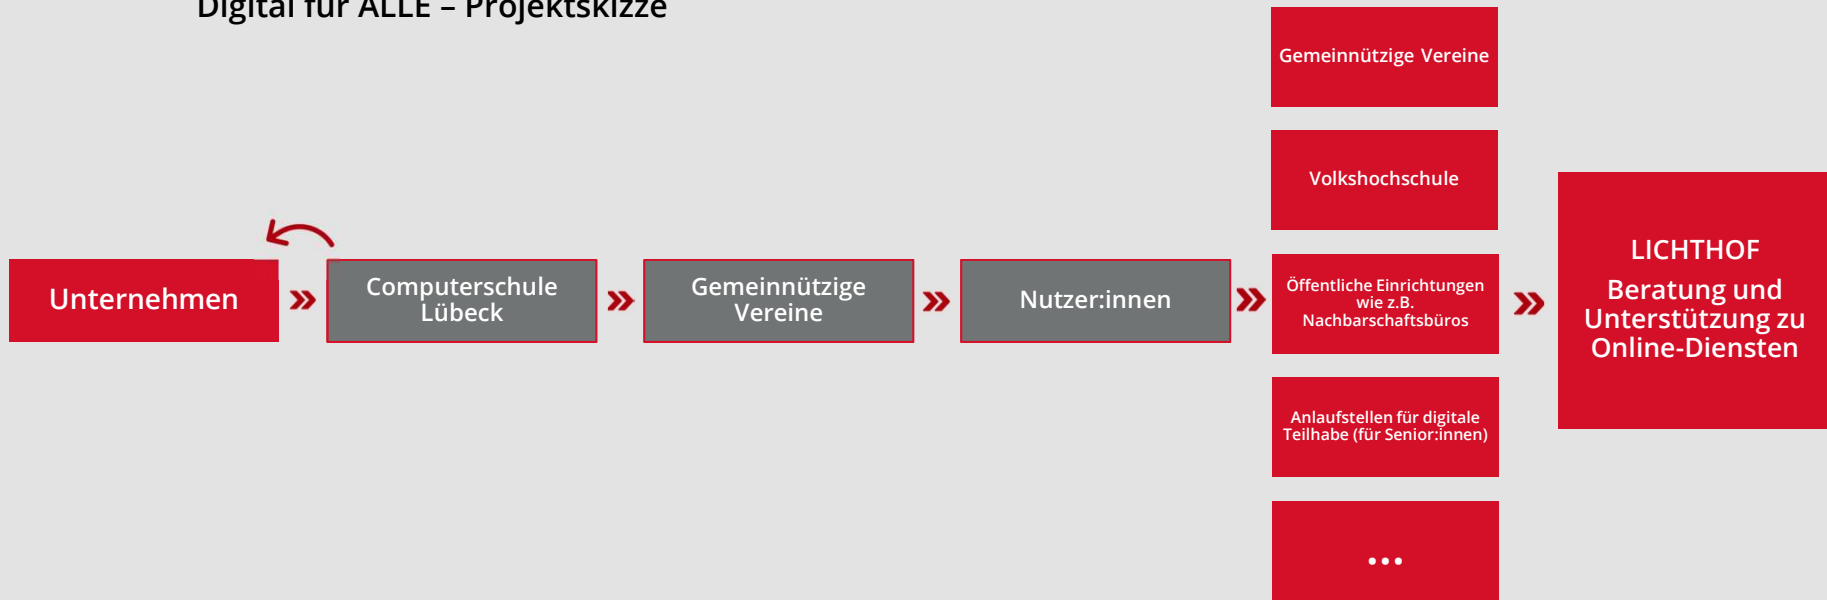 Digital für ALLE – Projektskizze
Unternehmen
Computerschule
Lübeck
Gemeinnützige
Vereine
Nutzer:innen
Gemeinnützige Vereine
Volkshochschule
Öffentliche Einrichtungen
wie z.B.
Nachbarschaftsbüros
Anlaufstellen für digitale
Teilhabe (für Senior:innen)
...
LICHTHOF
Beratung und
Unterstützung zu
Online-Diensten